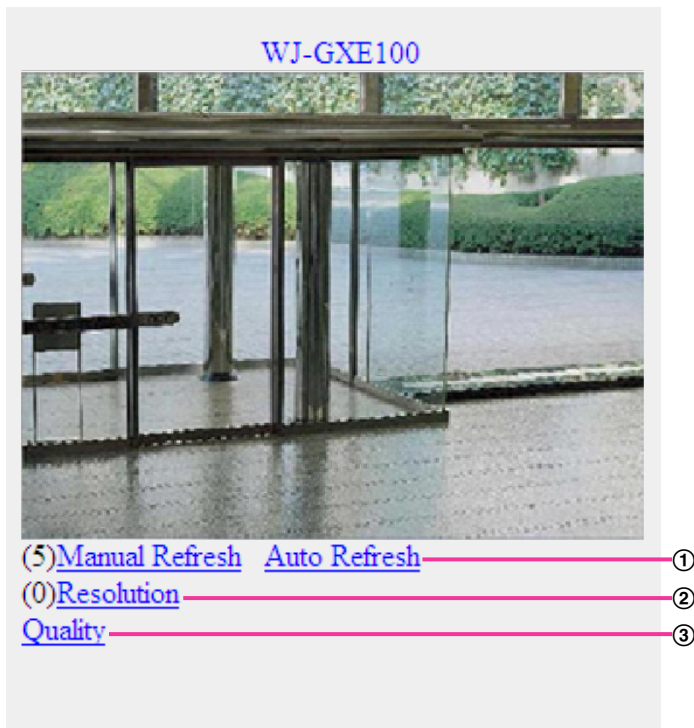 WJ-GXE100
(5)Manual Refresh Auto Refresh ①
(0)Resolution ②
Quality ③